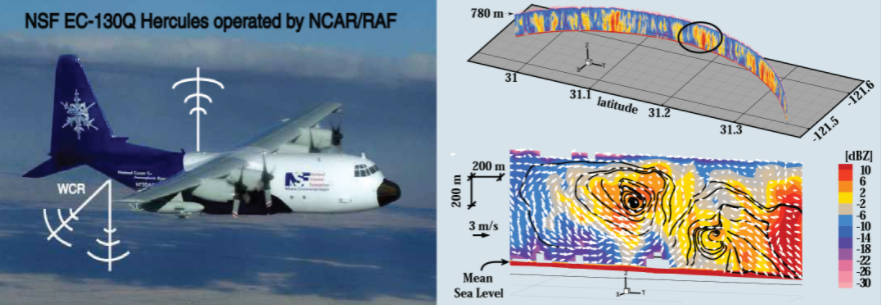 NSF EC-130Q Hercules operated by NCAR/RAF
WCR
NSF
780 m
31
31.1
latitude
31.2
31.3
-121.5
-121.6
200 m
200 m
3 m/s
Mean
Sea Level
[dBZ]
10
6
2
-2
-6
-10
-14
-18
-22
-26
-30